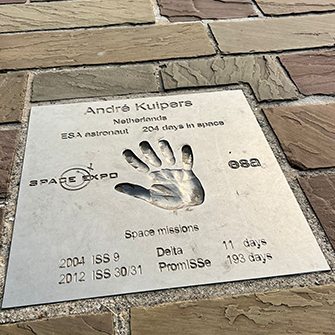 André Kuipers
Netherlands
ESA astronaut 204 days in space
SPACE EXPO
esa
Space missions
2004 ISS 9 Delta 11 days
2012 ISS 30/31 PromISSe 193 days